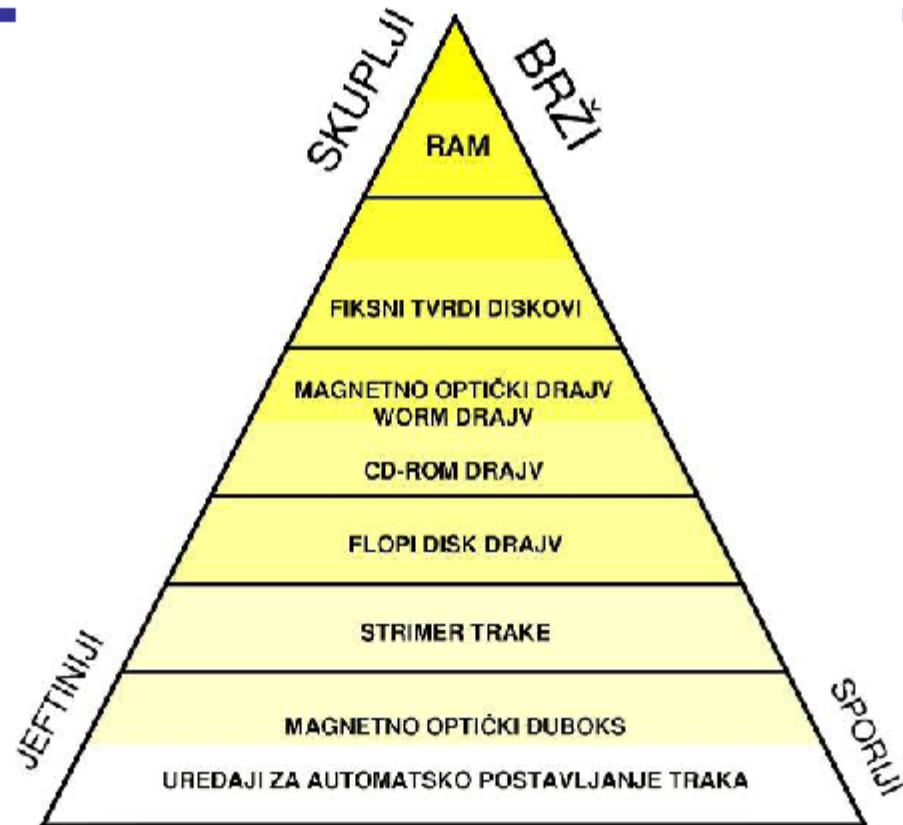 SKUPLJI
BRŽI
RAM
FIKSNI TVRDI DISKOVI
MAGNETNO OPTIČKI DRAJV
WORM DRAJV
CD-ROM DRAJV
FLOPI DISK DRAJV
STRIMER TRAKE
JEFTINIJI
SPORIJI
MAGNETNO OPTIČKI DUBOKS
UREDAJI ZA AUTOMATSKO POSTAVLJANJE TRAKA